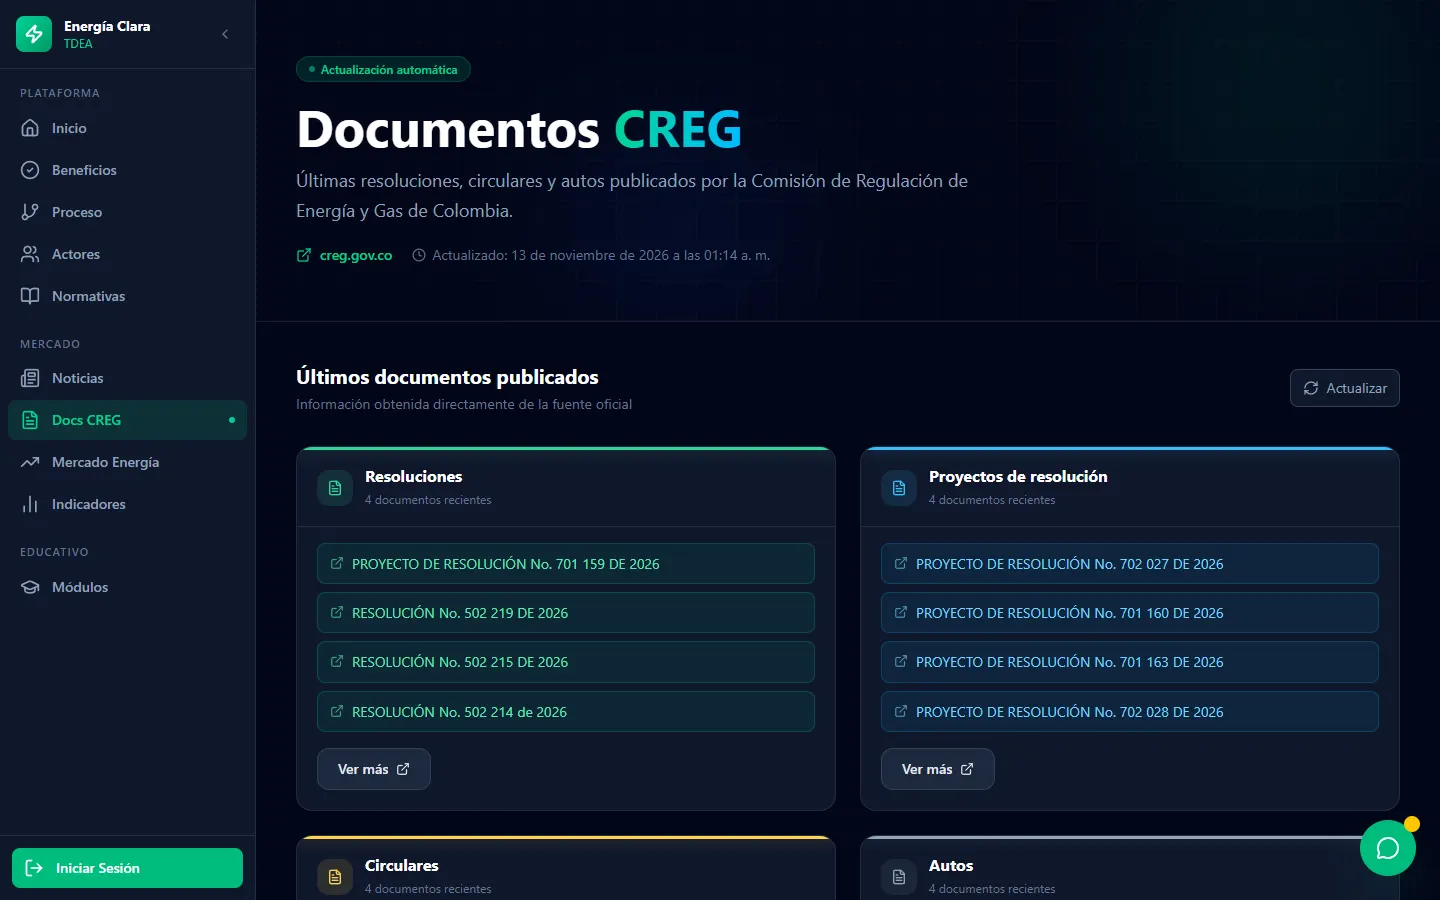 Energía Clara
TDEA
PLATAFORMA
Inicio
Beneficios
Proceso
Actores
Normativas
MERCADO
Noticias
Docs CREG
Mercado Energía
Indicadores
EDUCATIVO
Módulos
Iniciar Sesión
Actualización automática
Documentos CREG
Últimas resoluciones, circulares y autos publicados por la Comisión de Regulación de
Energía y Gas de Colombia.
creg.gov.co
Actualizado: 13 de noviembre de 2026 a las 01:14 a. m.
Últimos documentos publicados
Información obtenida directamente de la fuente oficial
Actualizar
Resoluciones
4 documentos recientes
PROYECTO DE RESOLUCIÓN No. 701 159 DE 2026
RESOLUCIÓN No. 502 219 DE 2026
RESOLUCIÓN No. 502 215 DE 2026
RESOLUCIÓN No. 502 214 de 2026
Ver más
Proyectos de resolución
4 documentos recientes
PROYECTO DE RESOLUCIÓN No. 702 027 DE 2026
PROYECTO DE RESOLUCIÓN No. 701 160 DE 2026
PROYECTO DE RESOLUCIÓN No. 701 163 DE 2026
PROYECTO DE RESOLUCIÓN No. 702 028 DE 2026
Ver más
Circulares
4 documentos recientes
Autos
4 documentos recientes